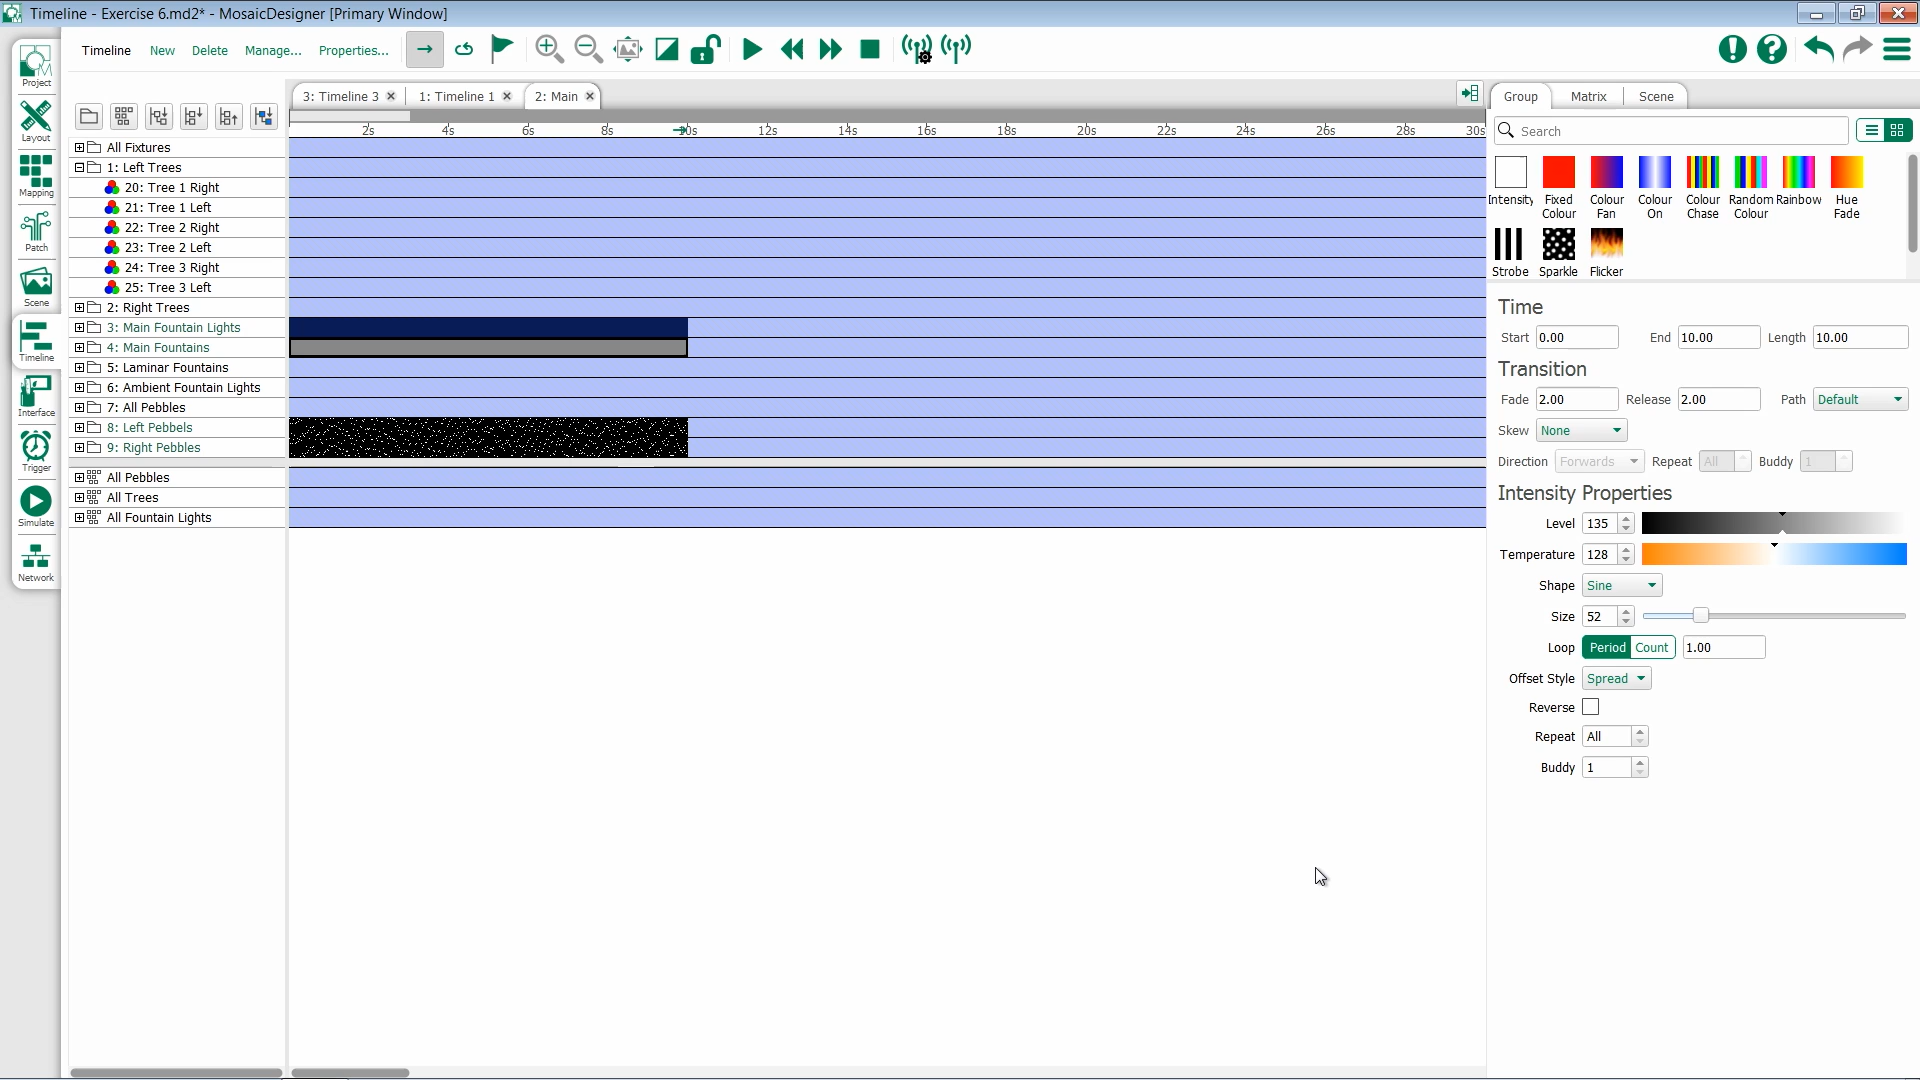 Timeline - Exercise 6.md2* - MosaicDesigner [Primary Window]
Timeline New Delete Manage... Properties...
Project
Layout
Mapping
Patch
Scene
Timeline
Interface
Trigger
Simulate
Network
3: Timeline 3 1: Timeline 1 2: Main
2s 4s 6s 8s 10s 12s 14s 16s 18s 20s 22s 24s 26s 28s 30s
All Fixtures
1: Left Trees
20: Tree 1 Right
21: Tree 1 Left
22: Tree 2 Right
23: Tree 2 Left
24: Tree 3 Right
25: Tree 3 Left
2: Right Trees
3: Main Fountain Lights
4: Main Fountains
5: Laminar Fountains
6: Ambient Fountain Lights
7: All Pebbles
8: Left Pebbels
9: Right Pebbles
All Pebbles
All Trees
All Fountain Lights
Group Matrix Scene
Search
Intensity
Fixed Colour
Colour Fan
Colour On
Colour Chase
Random Colour
Rainbow
Hue Fade
Strobe Sparkle Flicker
Time
Start 0.00 End 10.00 Length 10.00
Transition
Fade 2.00 Release 2.00 Path Default
Skew None
Direction Forwards Repeat All Buddy 1
Intensity Properties
Level 135
Temperature 128
Shape Sine
Size 52
Loop Period Count 1.00
Offset Style Spread
Reverse
Repeat All
Buddy 1